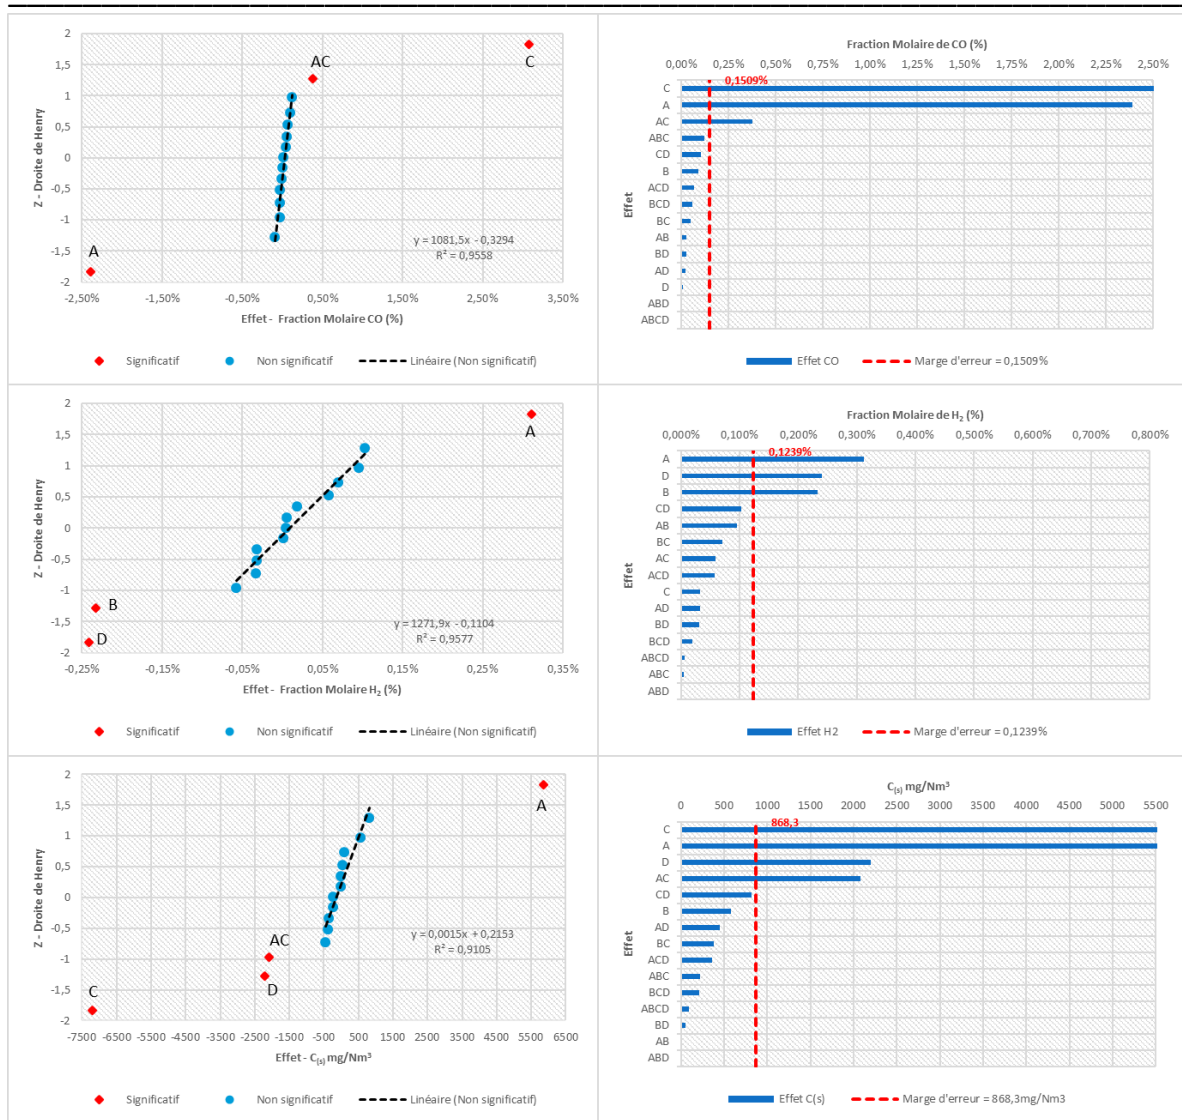 2
1,5
1
0,5
0
-0,5
-1
-1,5
-2
Z - Droite de Henry
AC
C
A
y = 1081,5x - 0,3294
R² = 0,9558
-2,50%
-1,50%
-0,50%
0,50%
1,50%
2,50%
3,50%
Effet - Fraction Molaire CO (%)
Significatif
Non significatif
Linéaire (Non significatif)
Fraction Molaire de CO (%)
0,00%
0,25%
0,50%
0,75%
1,00%
1,25%
1,50%
1,75%
2,00%
2,25%
2,50%
0,1509%
Effet
C
A
AC
ABC
CD
B
ACD
BCD
BC
AB
BD
AD
D
ABD
ABCD
Effet CO
Marge d'erreur = 0,1509%
2
1,5
1
0,5
0
-0,5
-1
-1,5
-2
Z - Droite de Henry
A
B
D
y = 1271,9x - 0,1104
R² = 0,9577
-0,25%
-0,05%
0,05%
0,15%
0,25%
0,35%
Effet - Fraction Molaire H₂ (%)
Significatif
Non significatif
Linéaire (Non significatif)
Fraction Molaire de H₂ (%)
0,000%
0,100%
0,200%
0,300%
0,400%
0,500%
0,600%
0,700%
0,800%
0,1239%
Effet
A
D
B
CD
AB
BC
AC
ACD
C
AD
BD
BCD
ABCD
ABC
ABD
Effet H2
Marge d'erreur = 0,1239%
2
1,5
1
0,5
0
-0,5
-1
-1,5
-2
Z - Droite de Henry
A
AC
D
C
y = 0,0015x + 0,2153
R² = 0,9105
-7500
-6500
-5500
-4500
-3500
-2500
-1500
-500
500
1500
2500
3500
4500
5500
6500
Effet - C₍ₛ₎ mg/Nm³
Significatif
Non significatif
Linéaire (Non significatif)
C₍ₛ₎ mg/Nm³
0
500
1000
1500
2000
2500
3000
3500
4000
4500
5000
5500
868,3
Effet
C
A
D
AC
CD
B
AD
BC
ACD
ABC
BCD
ABCD
BD
AB
ABD
Effet C(s)
Marge d'erreur = 868,3mg/Nm3